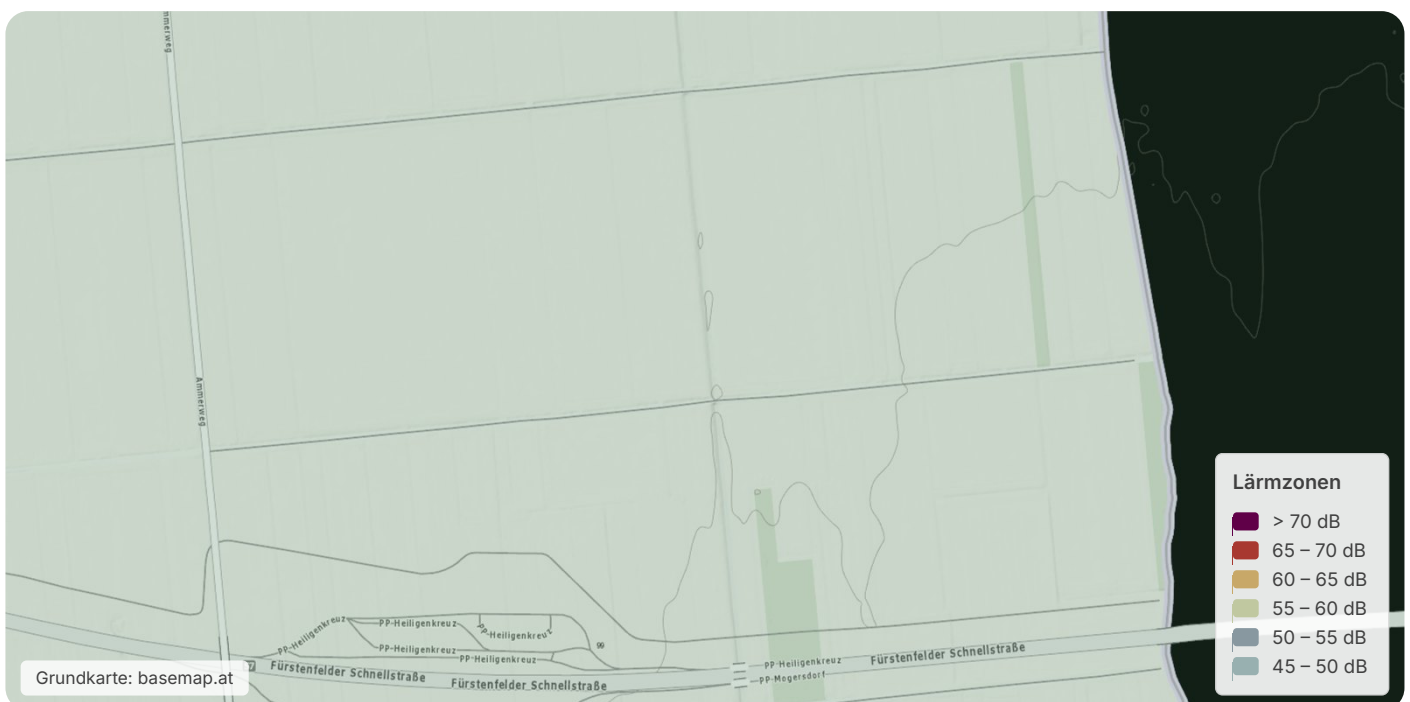 Ammerweg
PP-Heiligenkreuz
PP-Heiligenkreuz
PP-Heiligenkreuz
PP-Heiligenkreuz
PP-Heiligenkreuz
PP-Heiligenkreuz
Fürstenfelder Schnellstraße
PP-Mogersdorf
Fürstenfelder Schnellstraße
Fürstenfelder Schnellstraße
Grundkarte: basemap.at
Lärmzonen
> 70 dB
65 – 70 dB
60 – 65 dB
55 – 60 dB
50 – 55 dB
45 – 50 dB